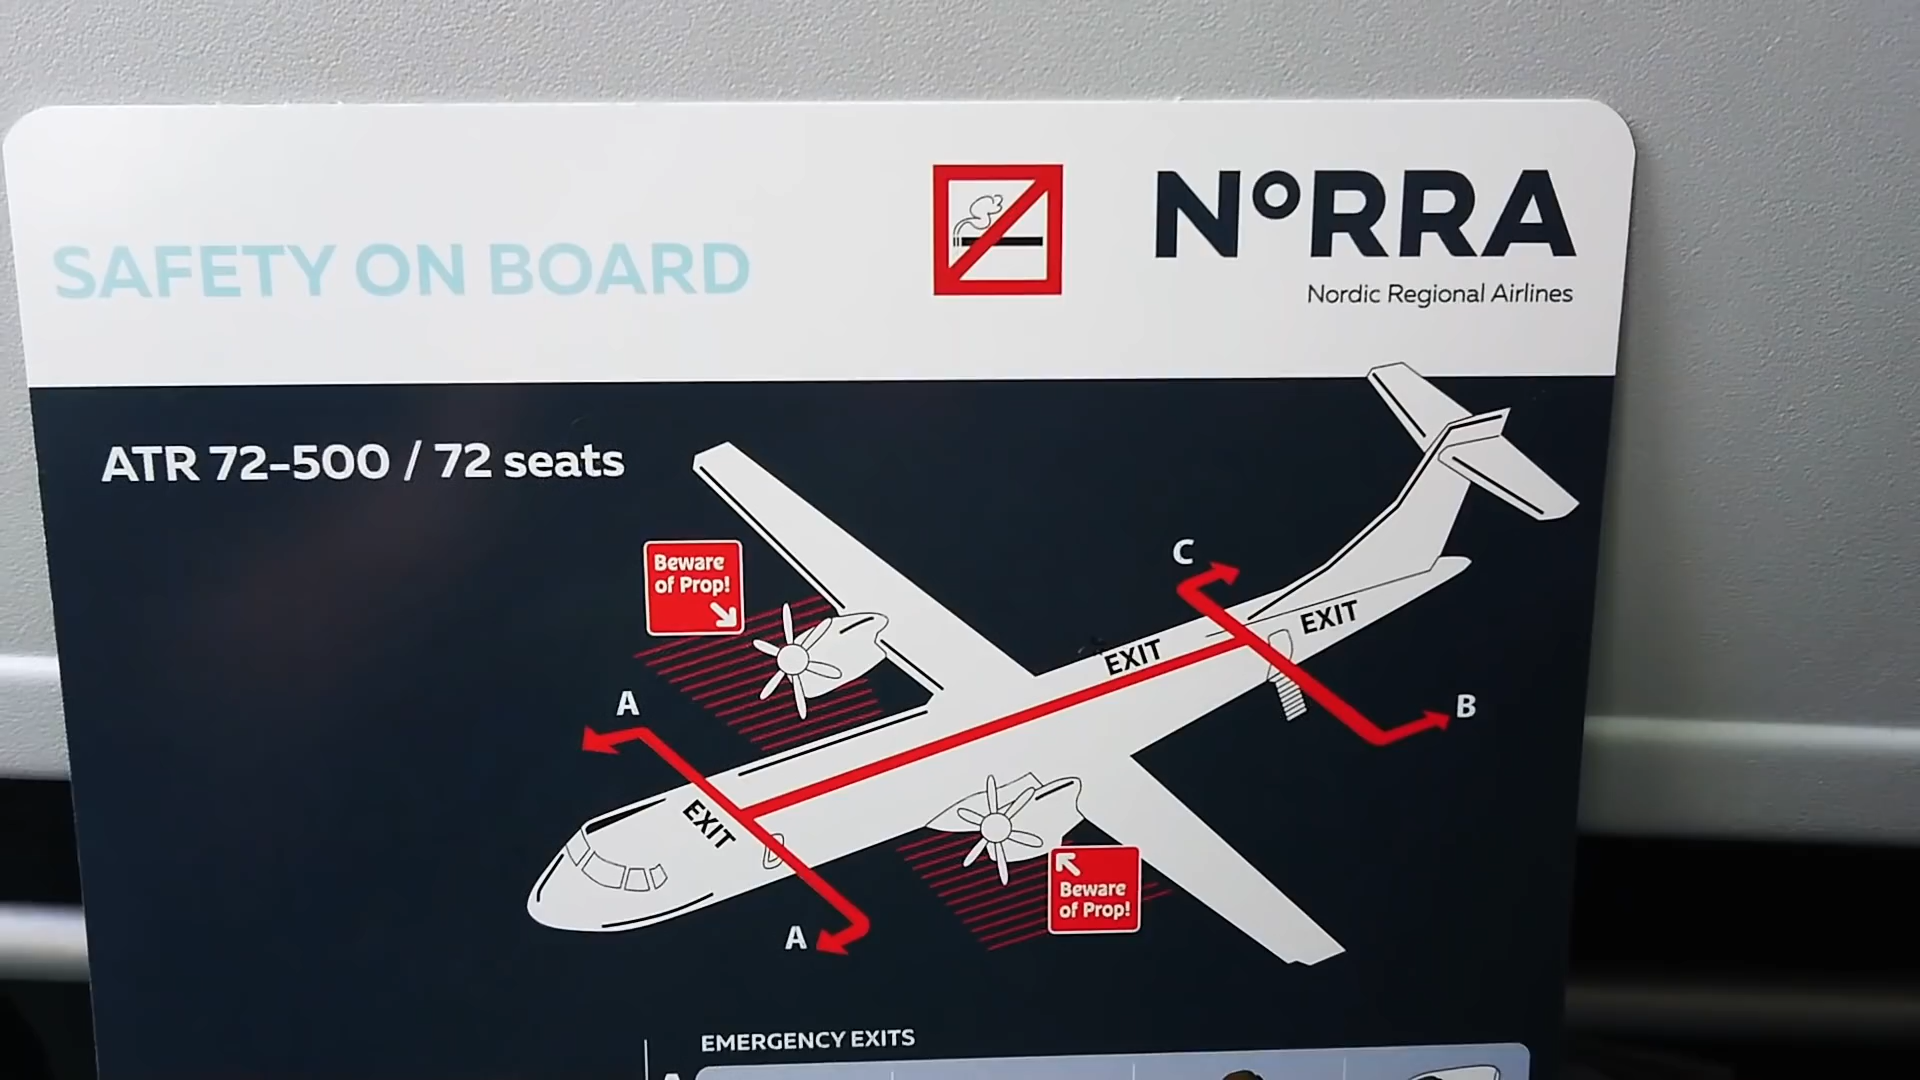 NºRRA
SAFETY ON BOARD
Nordic Regional Airlines
ATR 72-500 / 72 seats
Beware
of Prop!
C
EXIT
EXIT
A
B
EXIT
Beware
of Prop!
A
EMERGENCY EXITS